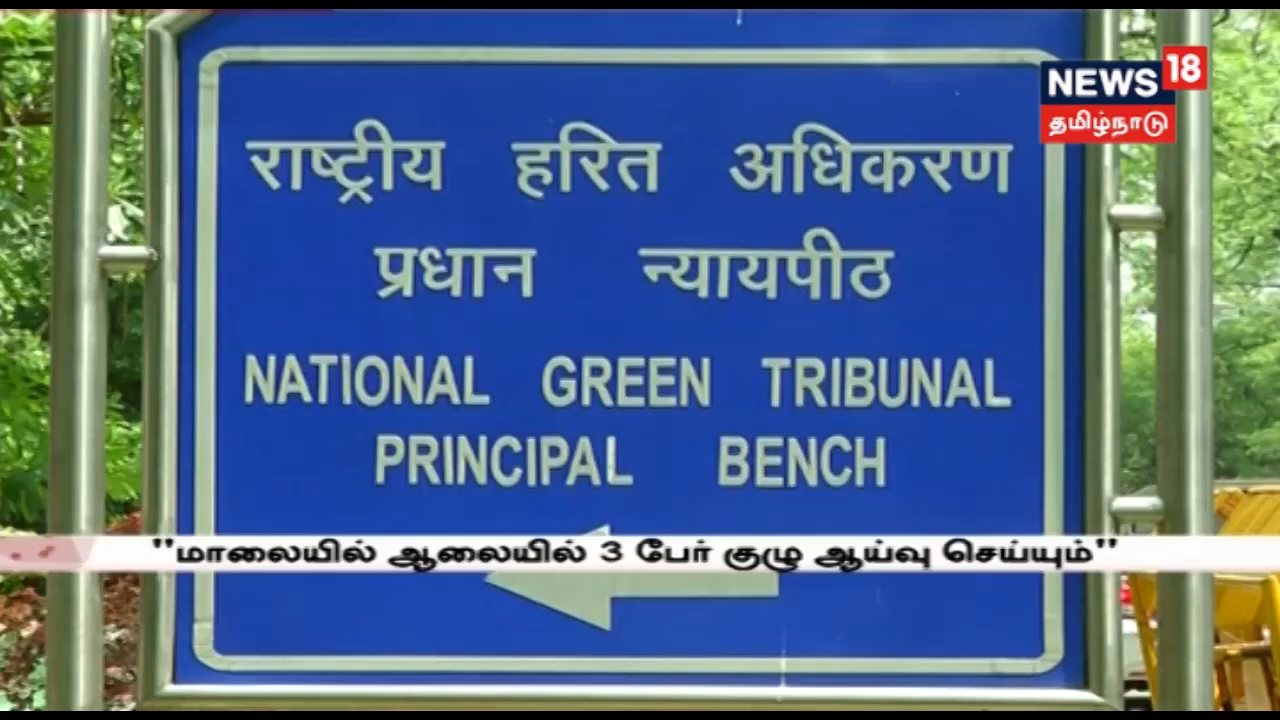 राष्ट्रीय हरित अधिकरण
प्रधान न्यायपीठ
NATIONAL GREEN TRIBUNAL
PRINCIPAL BENCH
NEWS 18
தமிழ்நாடு
"மாலையில் ஆலையில் 3 பேர் குழு ஆய்வு செய்யும்"